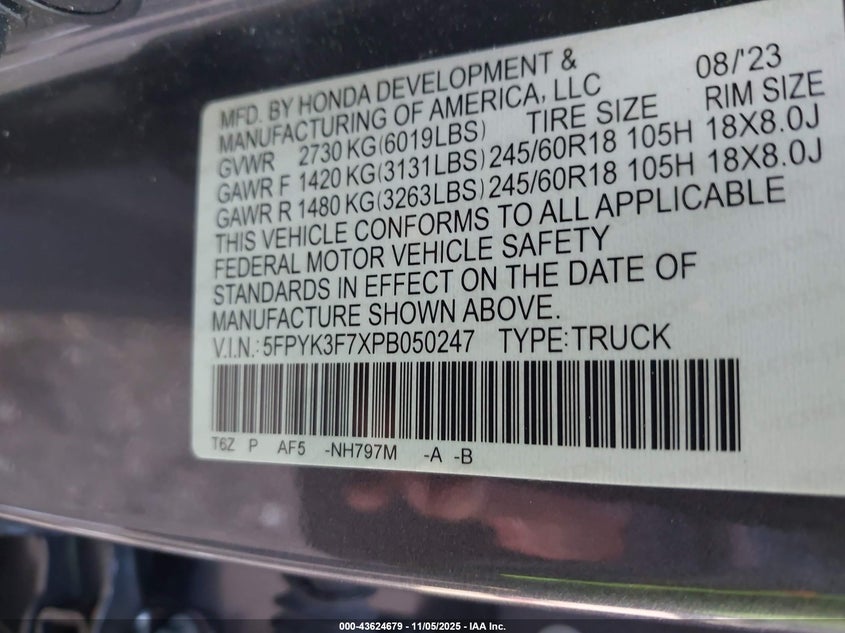 MFD. BY HONDA DEVELOPMENT & 08/'23
MANUFACTURING OF AMERICA, LLC
GVWR 2730 KG(6019LBS) TIRE SIZE RIM SIZE
GAWR F 1420 KG(3131LBS) 245/60R18 105H 18X8.0J
GAWR R 1480 KG(3263LBS) 245/60R18 105H 18X8.0J
THIS VEHICLE CONFORMS TO ALL APPLICABLE
FEDERAL MOTOR VEHICLE SAFETY
STANDARDS IN EFFECT ON THE DATE OF
MANUFACTURE SHOWN ABOVE.
V.I.N.: 5FPYK3F7XPB050247 TYPE: TRUCK
T6Z P AF5 -NH797M -A -B
000-43624679 - 11/05/2025 - IAA Inc.